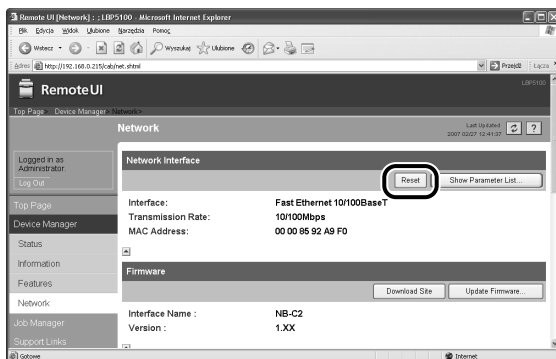 Remote UI [Network] : ; LBP5100 - Microsoft Internet Explorer
Plik Edycja Widok Ulubione Narzędzia Pomoc
Wstecz Wyszukaj Ulubione
Adres http://192.168.0.215/cab/net.shtml Przejdź Łącza
RemoteUI
LBP5100
Top Page> Device Manager> Network>
Network
Last Updated
2007 02/27 12:41:37
?
Logged in as
Administrator.
Log Out
Top Page
Device Manager
Status
Information
Features
Network
Job Manager
Support Links
Network Interface
Reset Show Parameter List...
Interface: Fast Ethernet 10/100BaseT
Transmission Rate: 10/100Mbps
MAC Address: 00 00 85 92 A9 F0
Firmware
Download Site Update Firmware...
Interface Name : NB-C2
Version : 1.XX
Gotowe Internet